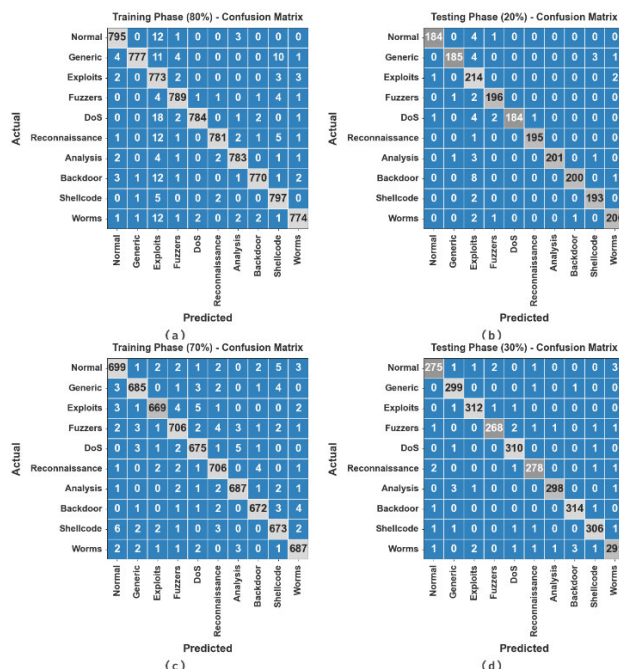 Training Phase (80%) - Confusion Matrix
Actual
Normal 795 0 12 1 0 0 3 0 0 0
Generic 4 777 11 4 0 0 0 0 10 1
Exploits 2 0 773 2 0 0 0 0 3 3
Fuzzers 0 0 4 789 1 1 0 1 4 1
DoS 0 0 18 2 784 0 1 2 0 1
Reconnaissance 1 0 12 1 0 781 2 1 5 1
Analysis 2 0 4 1 0 2 783 0 1 1
Backdoor 3 1 12 1 0 0 1 770 1 2
Shellcode 0 1 5 0 0 2 0 0 797 0
Worms 1 1 12 1 2 0 2 2 1 774
Normal Generic Exploits Fuzzers DoS Reconnaissance Analysis Backdoor Shellcode Worms
Predicted
(a)
Testing Phase (20%) - Confusion Matrix
Actual
Normal 184 0 4 1 0 0 0 0 0 0
Generic 0 185 4 0 0 0 0 0 3 1
Exploits 1 0 214 0 0 0 0 0 0 2
Fuzzers 0 1 2 196 0 0 0 0 0 0
DoS 1 0 4 2 184 1 0 0 0 0
Reconnaissance 0 0 1 0 0 195 0 0 0 0
Analysis 0 1 3 0 0 0 201 0 1 0
Backdoor 0 0 8 0 0 0 0 200 0 1
Shellcode 0 0 2 0 0 0 0 0 193 0
Worms 0 0 2 0 0 0 0 1 0
Normal Generic Exploits Fuzzers DoS Reconnaissance Analysis Backdoor Shellcode Worms
Predicted
(b)
Training Phase (70%) - Confusion Matrix
Actual
Normal 699 1 2 2 1 2 0 2 5 3
Generic 3 685 0 1 3 2 0 1 4 0
Exploits 3 1 669 4 5 1 0 0 0 2
Fuzzers 2 3 1 706 2 4 3 1 2 1
DoS 0 3 1 2 675 1 5 1 0 0
Reconnaissance 1 0 2 2 1 706 0 4 0 1
Analysis 1 0 0 2 1 2 687 1 2 1
Backdoor 0 1 0 1 1 2 2 672 3 4
Shellcode 6 2 2 1 0 3 0 0 673 2
Worms 2 2 1 2 2 0 3 0 1 687
Normal Generic Exploits Fuzzers DoS Reconnaissance Analysis Backdoor Shellcode Worms
Predicted
(c)
Testing Phase (30%) - Confusion Matrix
Actual
Normal 275 1 1 2 0 1 0 0 0 3
Generic 0 299 0 0 0 1 0 1 0 0
Exploits 0 1 312 1 1 0 0 0 0 0
Fuzzers 1 0 0 268 2 1 1 0 1 1
DoS 0 1 0 0 310 0 0 0 1 0
Reconnaissance 2 0 0 0 1 278 0 0 1 1
Analysis 0 3 1 0 0 0 298 0 1 1
Backdoor 1 0 0 0 1 0 0 314 0 1
Shellcode 1 1 0 1 0 1 0 0 306 1
Worms 1 0 2 0 1 1 1 3 1
Normal Generic Exploits Fuzzers DoS Reconnaissance Analysis Backdoor Shellcode Worms
Predicted
(d)